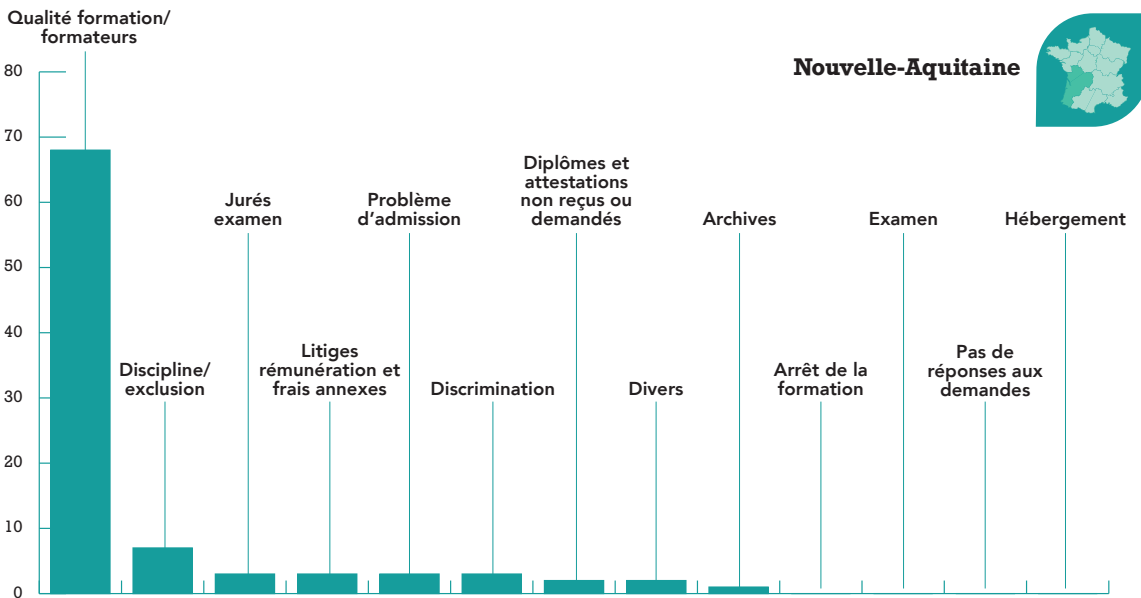 Qualité formation/
formateurs
Nouvelle-Aquitaine
80
70
60
50
40
30
20
10
0
Discipline/
exclusion
Jurés
examen
Litiges
rémunération et
frais annexes
Problème
d'admission
Discrimination
Diplômes et
attestations
non reçus ou
demandés
Divers
Archives
Arrêt de la
formation
Examen
Pas de
réponses aux
demandes
Hébergement